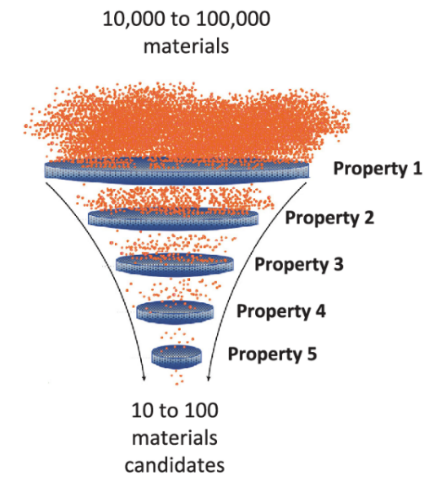 10,000 to 100,000
materials
Property 1
Property 2
Property 3
Property 4
Property 5
10 to 100
materials
candidates